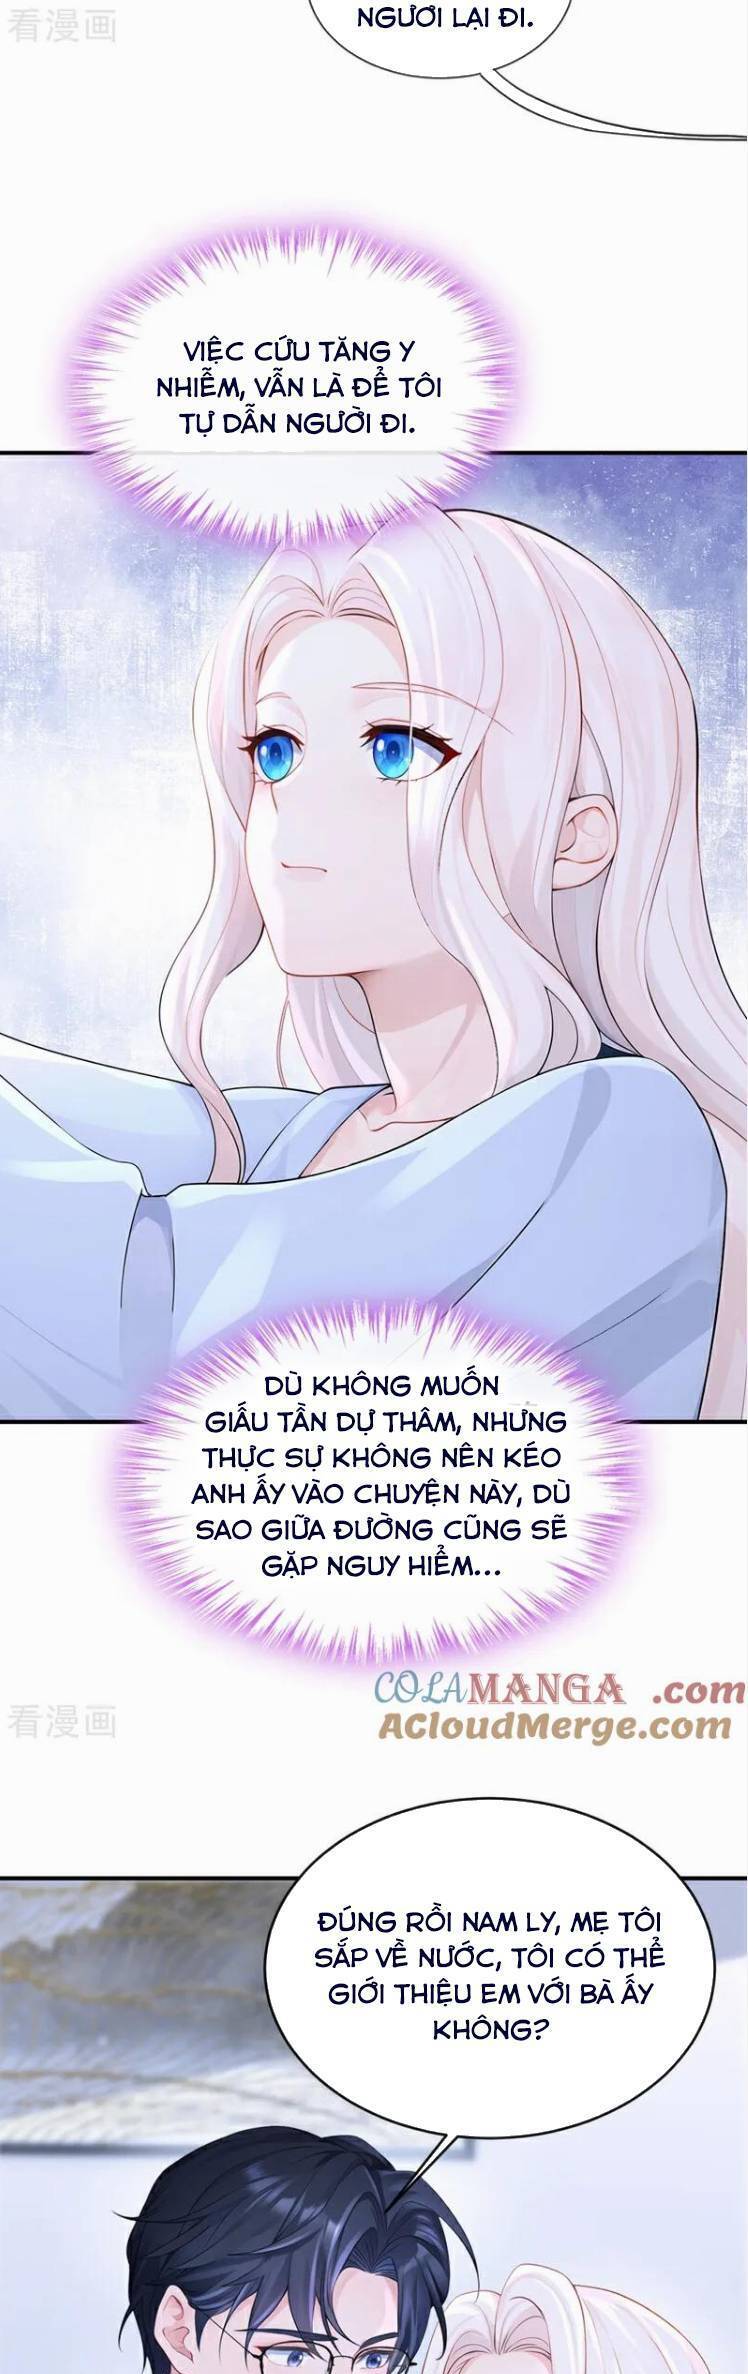 看漫画
NGƯƠI LẠI ĐI.
VIỆC CỨU TĂNG Y
NHIỄM, VẪN LÀ ĐỂ TÔI
TỰ DẪN NGƯỜI ĐI.
DÙ KHÔNG MUỐN
GIẤU TẦN DỰ THÂM, NHƯNG
THỰC SỰ KHÔNG NÊN KÉO
ANH ẤY VÀO CHUYỆN NÀY, DÙ
SAO GIỮA ĐƯỜNG CŨNG SẼ
GẶP NGUY HIỂM...
COLAMANGA .com
AcloudMerge.com
看漫画
ĐÚNG RỒI NAM LY, MẸ TÔI
SẮP VỀ NƯỚC, TÔI CÓ THỂ
GIỚI THIỆU EM VỚI BÀ ẤY
KHÔNG?